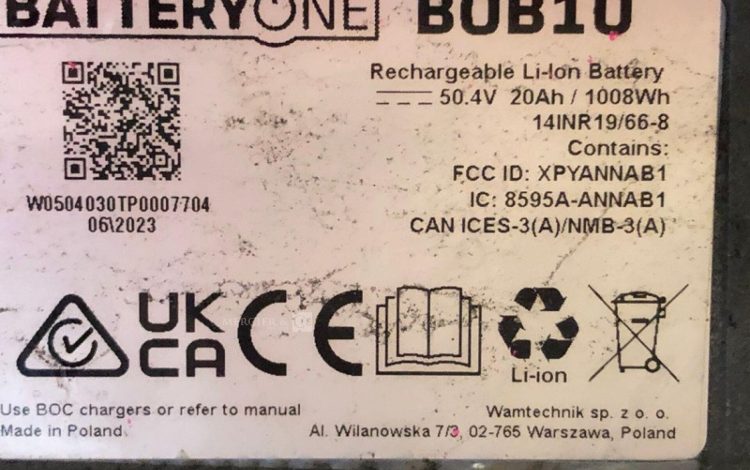 BATTERYONE BOB10
Rechargeable Li-Ion Battery
50.4V 20Ah / 1008Wh
14INR19/66-8
Contains:
FCC ID: XPYANNAB1
IC: 8595A-ANNAB1
CAN ICES-3(A)/NMB-3(A)
W0504030TP0007704
06\2023
UK
CA CE
Li-ion
Use BOC chargers or refer to manual
Made in Poland
Wamtechnik sp. z o. o.
Al. Wilanowska 7/3, 02-765 Warszawa, Poland